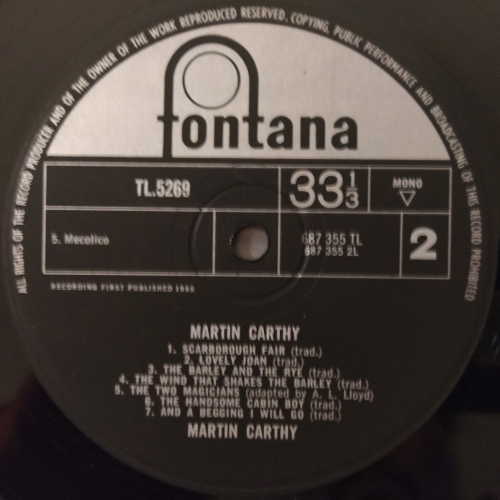 ALL RIGHTS OF THE RECORD PRODUCER AND OF THE OWNER OF THE WORK REPRODUCED RESERVED. COPYING, PUBLIC PERFORMANCE AND BROADCASTING OF THIS RECORD PROHIBITED
fontana
TL.5269
33 1/3
MONO
5. Mecolico
687 355 TL
687 355 2L
2
RECORDING FIRST PUBLISHED 1965
MARTIN CARTHY
1. SCARBOROUGH FAIR (trad.)
2. LOVELY JOAN (trad.)
3. THE BARLEY AND THE RYE (trad.)
4. THE WIND THAT SHAKES THE BARLEY (trad.)
5. THE TWO MAGICIANS (adapted by A. L. Lloyd)
6. THE HANDSOME CABIN BOY (trad.)
7. AND A BEGGING I WILL GO (trad.)
MARTIN CARTHY